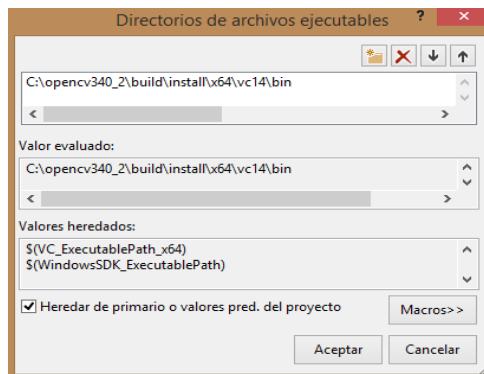 Directorios de archivos ejecutables
C:\opencv340_2\build\install\x64\vc14\bin
Valor evaluado:
C:\opencv340_2\build\install\x64\vc14\bin
Valores heredados:
$(VC_ExecutablePath_x64)
$(WindowsSDK_ExecutablePath)
Heredar de primario o valores pred. del proyecto
Macros>>
Aceptar
Cancelar